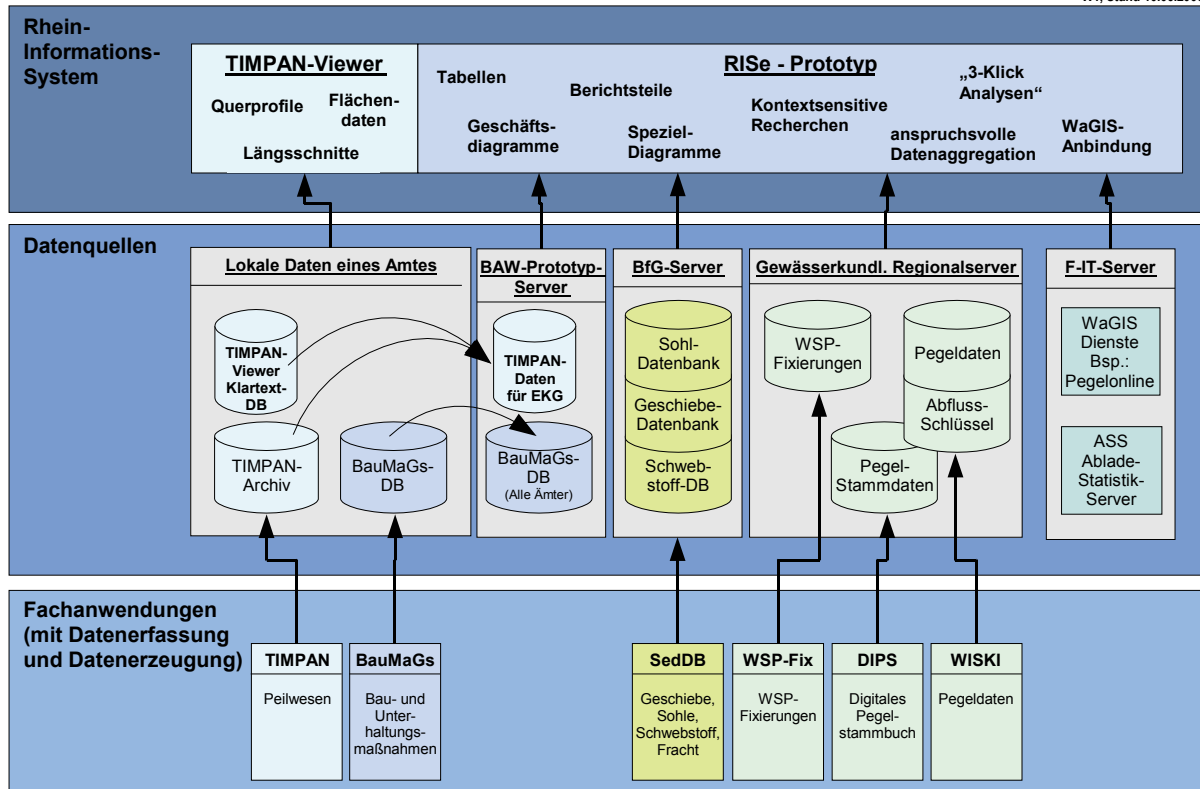 Rhein-
Informations-
System
TIMPAN-Viewer
Querprofile
Flächen-
daten
Längsschnitte
RISe - Prototyp
Tabellen
Berichtsteile
„3-Klick
Analysen“
Geschäfts-
diagramme
Speziel-
Diagramme
Kontextsensitive
Recherchen
anspruchsvolle
Datenaggregation
WaGIS-
Anbindung
Datenquellen
Lokale Daten eines Amtes
TIMPAN-
Viewer
Klartext-
DB
TIMPAN-
Archiv
BauMaGs-
DB
BAW-Prototyp-
Server
TIMPAN-
Daten
für EKG
BauMaGs-
DB
(Alle Ämter)
BfG-Server
Sohl-
Datenbank
Geschiebe-
Datenbank
Schweb-
stoff-DB
Gewässerkundl. Regionalserver
WSP-
Fixierungen
Pegeldaten
Abfluss-
Schlüssel
Pegel-
Stammdaten
F-IT-Server
WaGIS
Dienste
Bsp.:
Pegelonline
ASS
Ablade-
Statistik-
Server
Fachanwendungen
(mit Datenerfassung
und Datenerzeugung)
TIMPAN
Peilwesen
BauMaGs
Bau- und
Unter-
haltungs-
maßnahmen
SedDB
Geschiebe,
Sohle,
Schwebstoff,
Fracht
WSP-Fix
WSP-
Fixierungen
DIPS
Digitales
Pegel-
stammbuch
WISKI
Pegeldaten